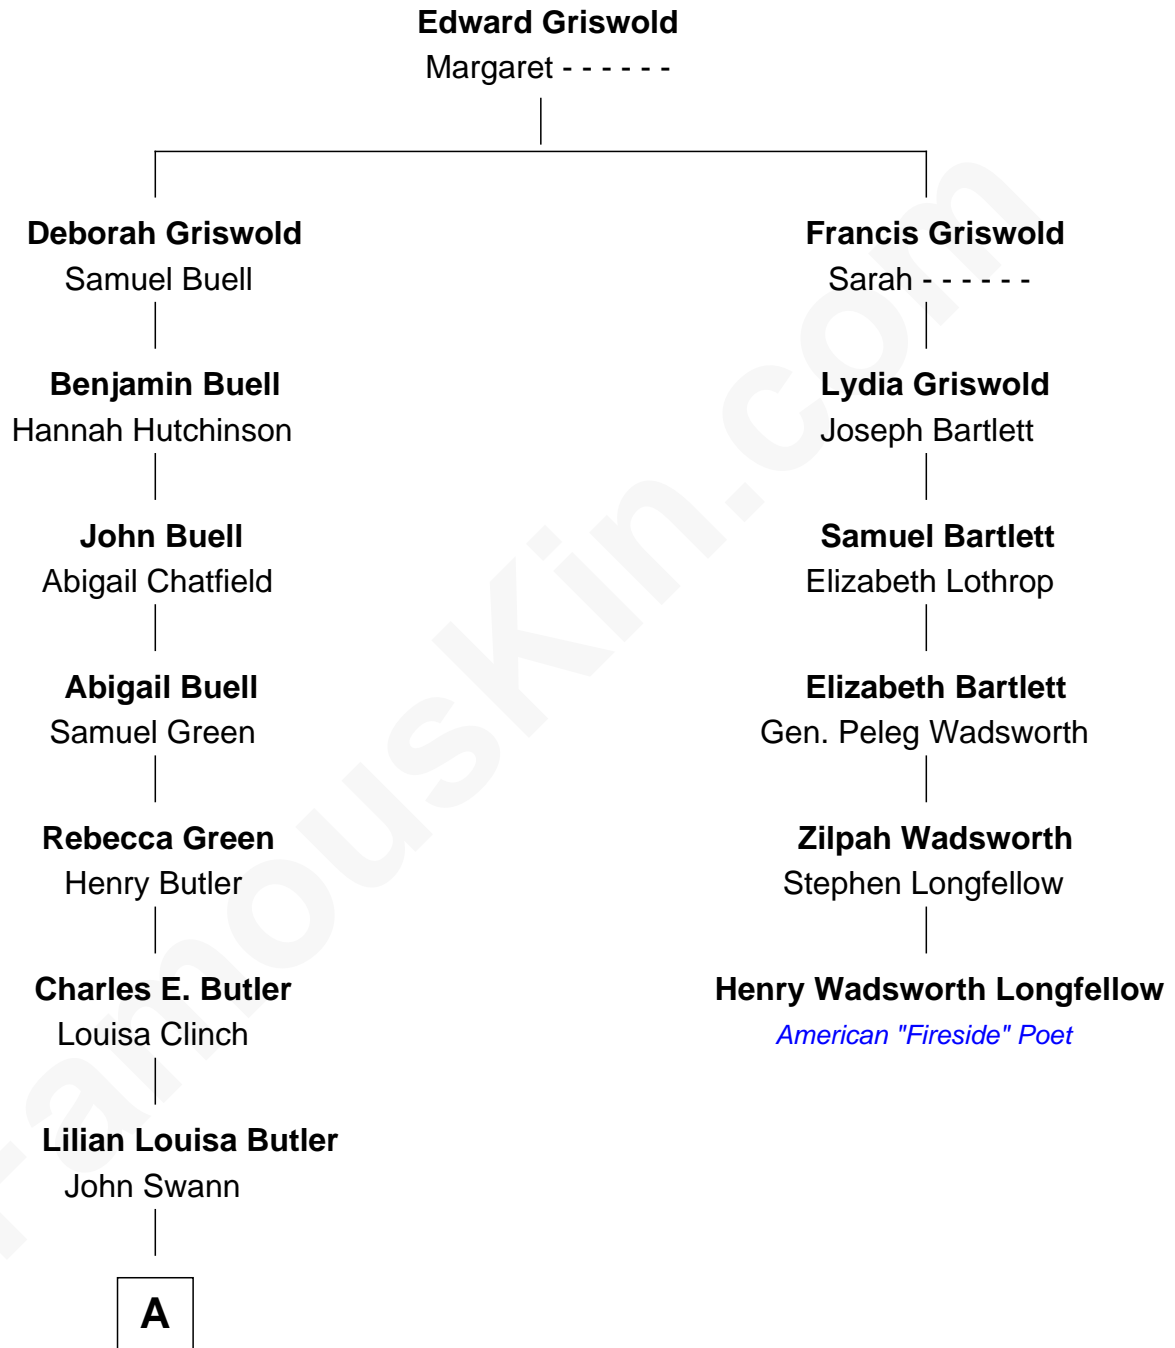 Edward Griswold
Margaret - - - - - -
Deborah Griswold
Samuel Buell
Francis Griswold
Sarah - - - - - -
Benjamin Buell
Hannah Hutchinson
Lydia Griswold
Joseph Bartlett
John Buell
Abigail Chatfield
Samuel Bartlett
Elizabeth Lothrop
Abigail Buell
Samuel Green
Elizabeth Bartlett
Gen. Peleg Wadsworth
Rebecca Green
Henry Butler
Zilpah Wadsworth
Stephen Longfellow
Charles E. Butler
Louisa Clinch
Henry Wadsworth Longfellow
American "Fireside" Poet
Lilian Louisa Butler
John Swann
A
FamousKin.com